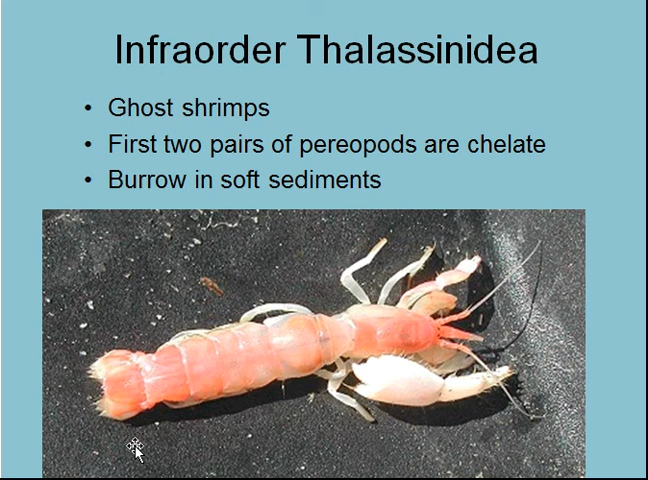 Infraorder Thalassinidea
• Ghost shrimps
• First two pairs of pereopods are chelate
• Burrow in soft sediments